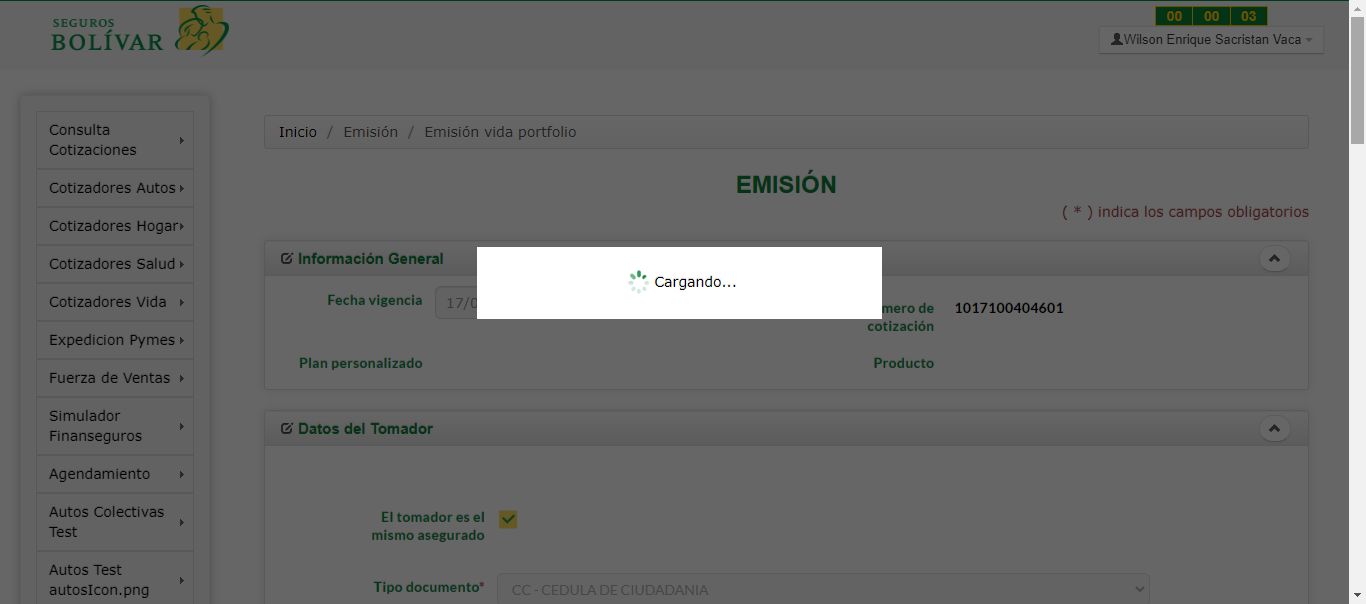 SEGUROS
BOLÍVAR
00 00 03
Wilson Enrique Sacristan Vaca
Consulta
Cotizaciones
Cotizadores Autos
Cotizadores Hogar
Cotizadores Salud
Cotizadores Vida
Expedicion Pymes
Fuerza de Ventas
Simulador
Finanseguros
Agendamiento
Autos Colectivas
Test
Autos Test
autosIcon.png
Inicio / Emisión / Emisión vida portfolio
EMISIÓN
( * ) indica los campos obligatorios
Información General
Cargando...
Fecha vigencia 17/0
mero de
cotización
1017100404601
Plan personalizado
Producto
Datos del Tomador
El tomador es el
mismo asegurado
Tipo documento*
CC - CEDULA DE CIUDADANIA